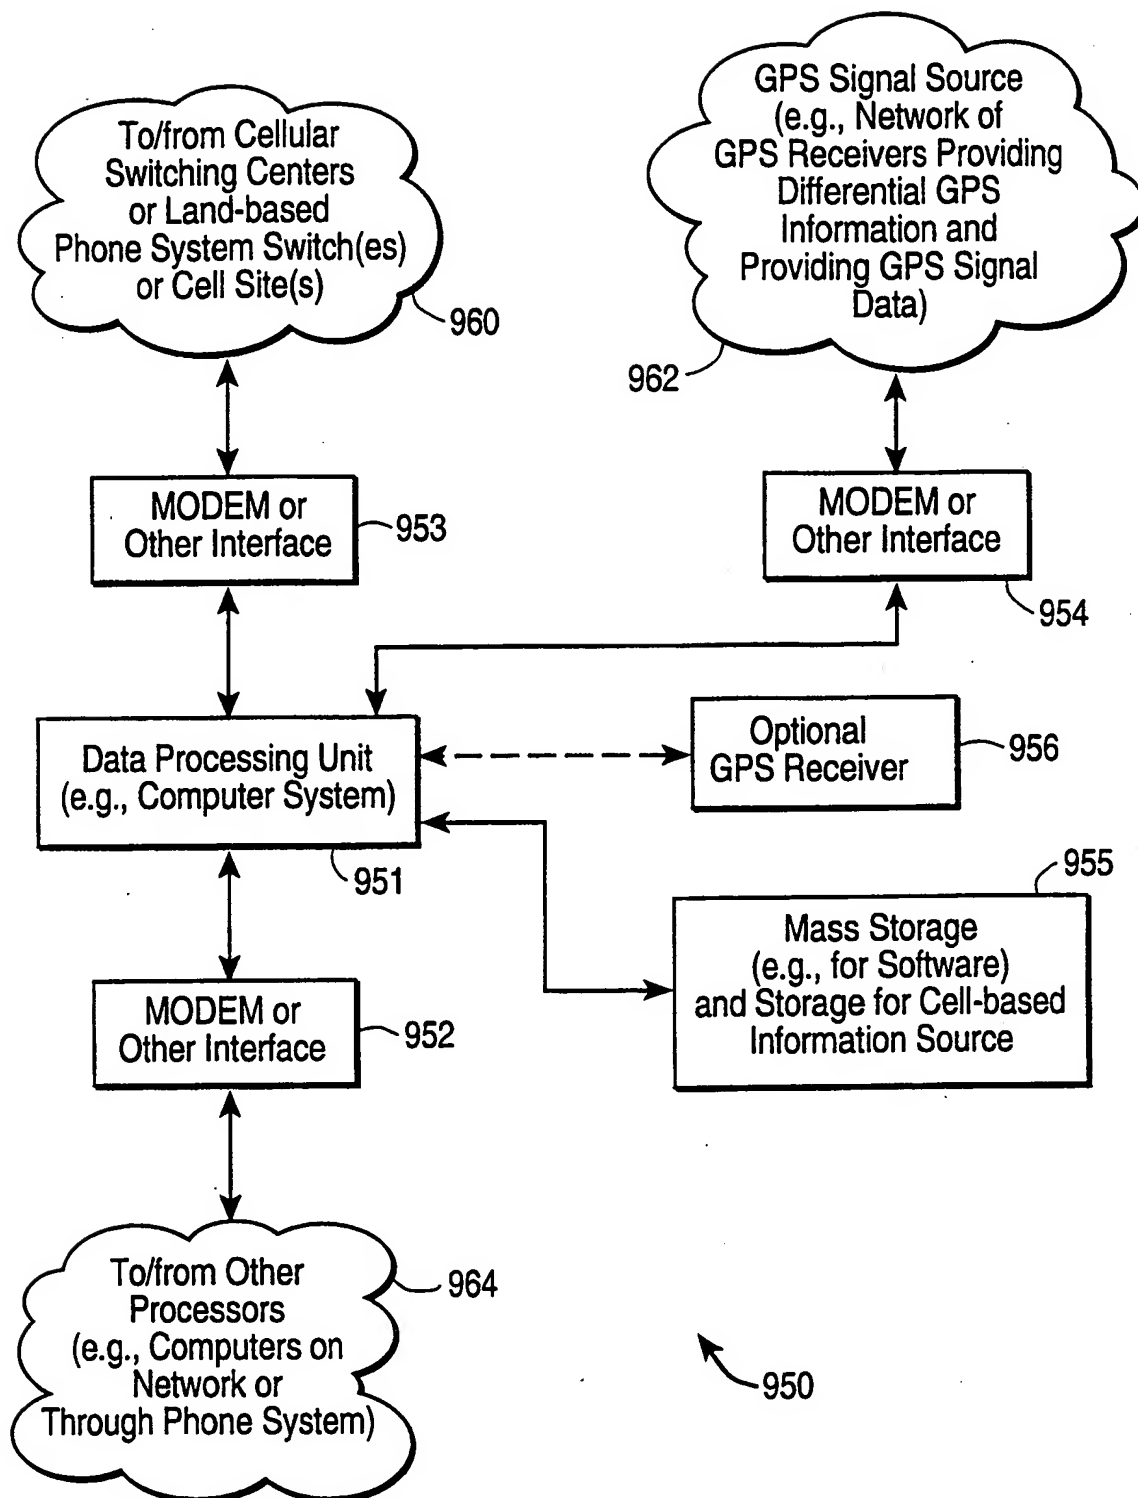 To/from Cellular
Switching Centers
or Land-based
Phone System Switch(es)
or Cell Site(s)
960
GPS Signal Source
(e.g., Network of
GPS Receivers Providing
Differential GPS
Information and
Providing GPS Signal
Data)
962
MODEM or
Other Interface
953
MODEM or
Other Interface
954
Data Processing Unit
(e.g., Computer System)
951
Optional
GPS Receiver
956
955
Mass Storage
(e.g., for Software)
and Storage for Cell-based
Information Source
MODEM or
Other Interface
952
To/from Other
Processors
(e.g., Computers on
Network or
Through Phone System)
964
950